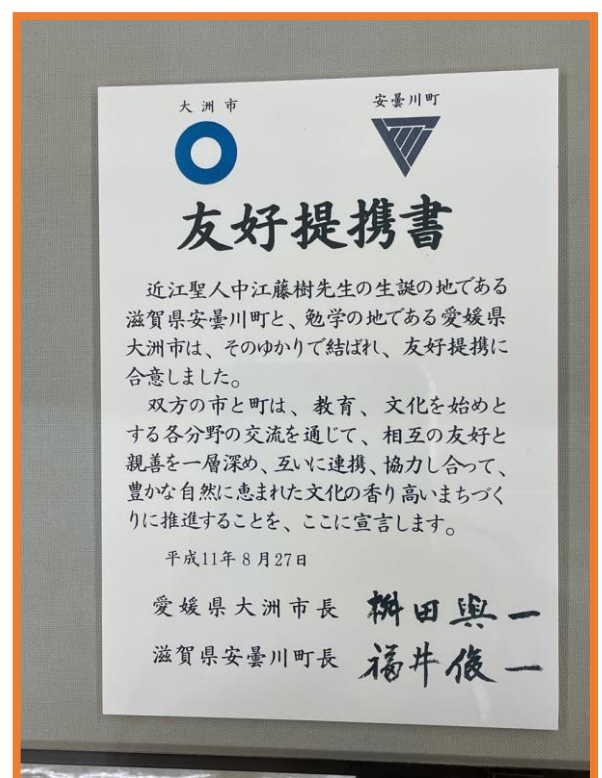 大洲市 安曇川町
友好提携書
近江聖人中江藤樹先生の生誕の地である
滋賀県安曇川町と、勉学の地である愛媛県
大洲市は、そのゆかりで結ばれ、友好提携に
合意しました。
双方の市と町は、教育、文化を始めと
する各分野の交流を通じて、相互の友好と
親善を一層深め、互いに連携、協力し合って、
豊かな自然に恵まれた文化の香り高いまちづく
りに推進することを、ここに宣言します。
平成11年8月27日
愛媛県大洲市長 桝田與一
滋賀県安曇川町長 福井俊一